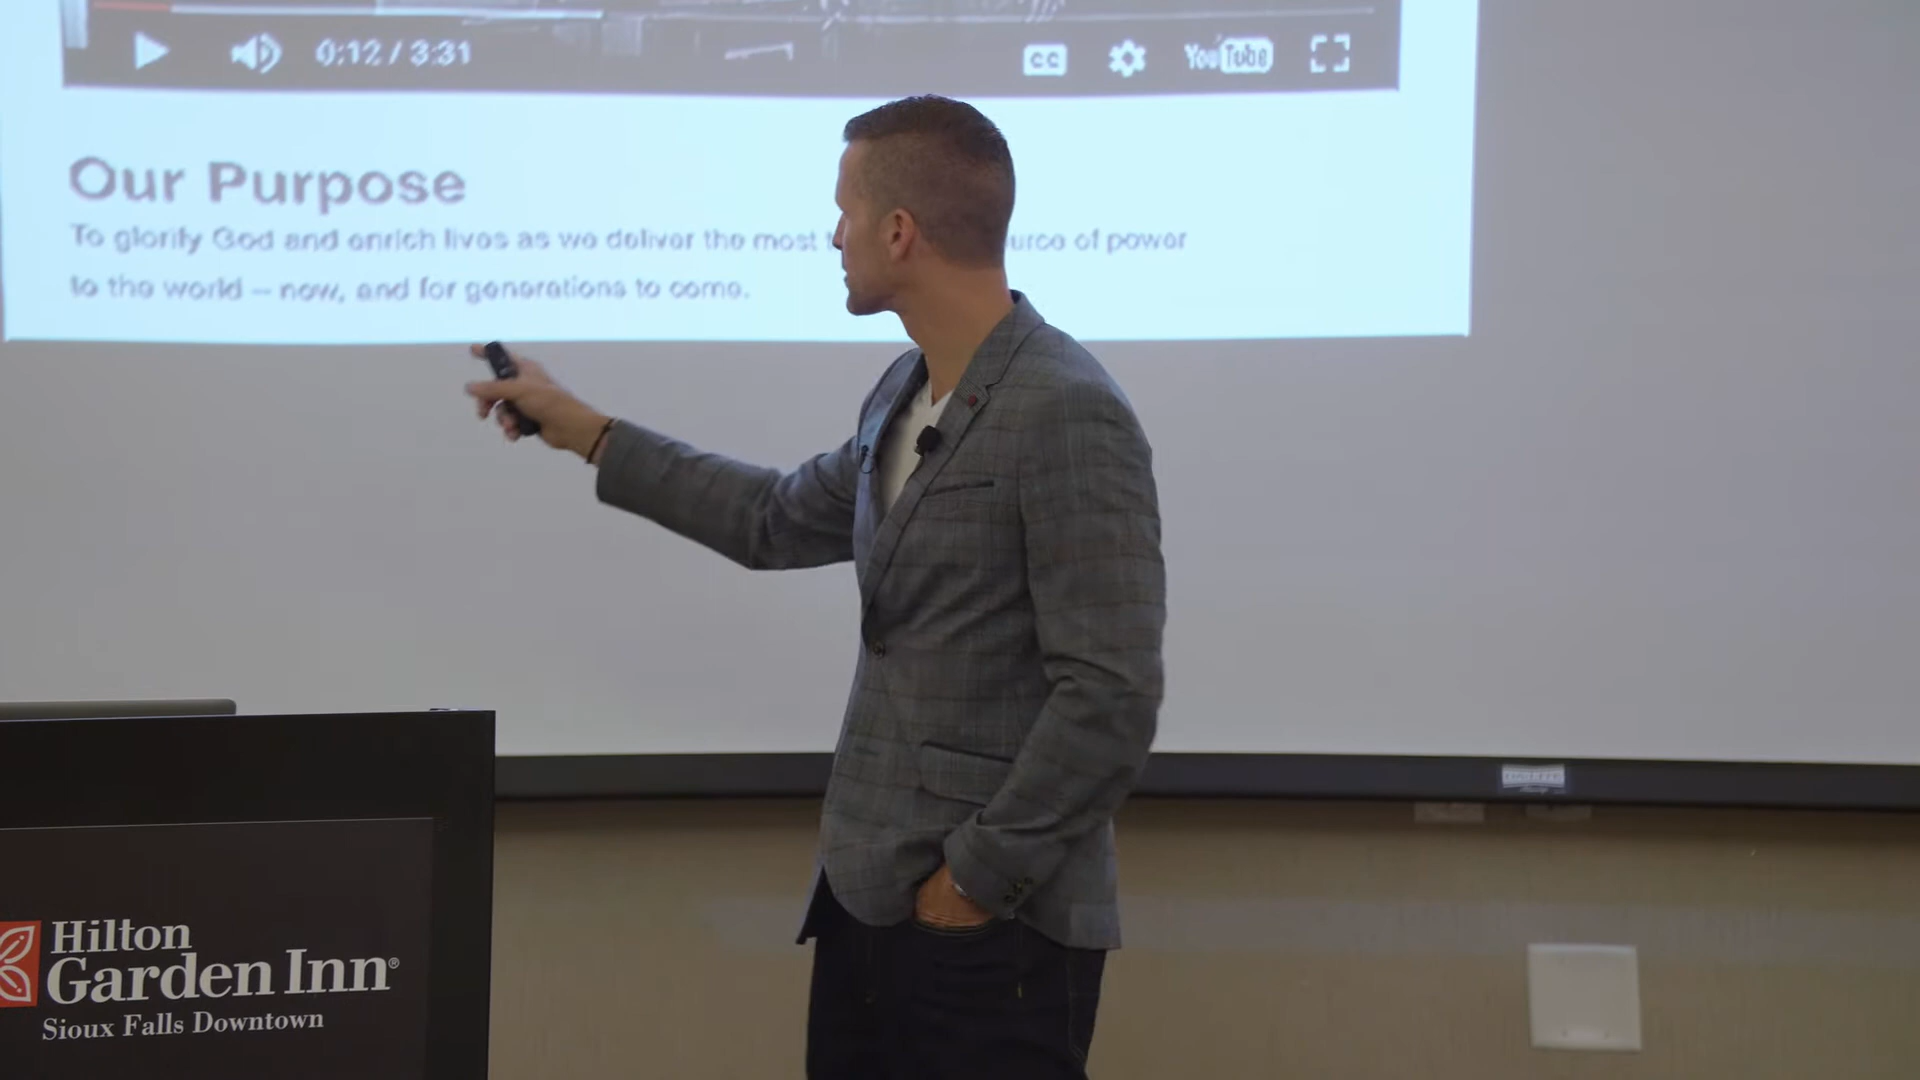 0:12 / 3:31
CC
YouTube
Our Purpose
To glorify God and enrich lives as we deliver the most
urce of power
to the world – now, and for generations to come.
Hilton
Garden Inn®
Sioux Falls Downtown